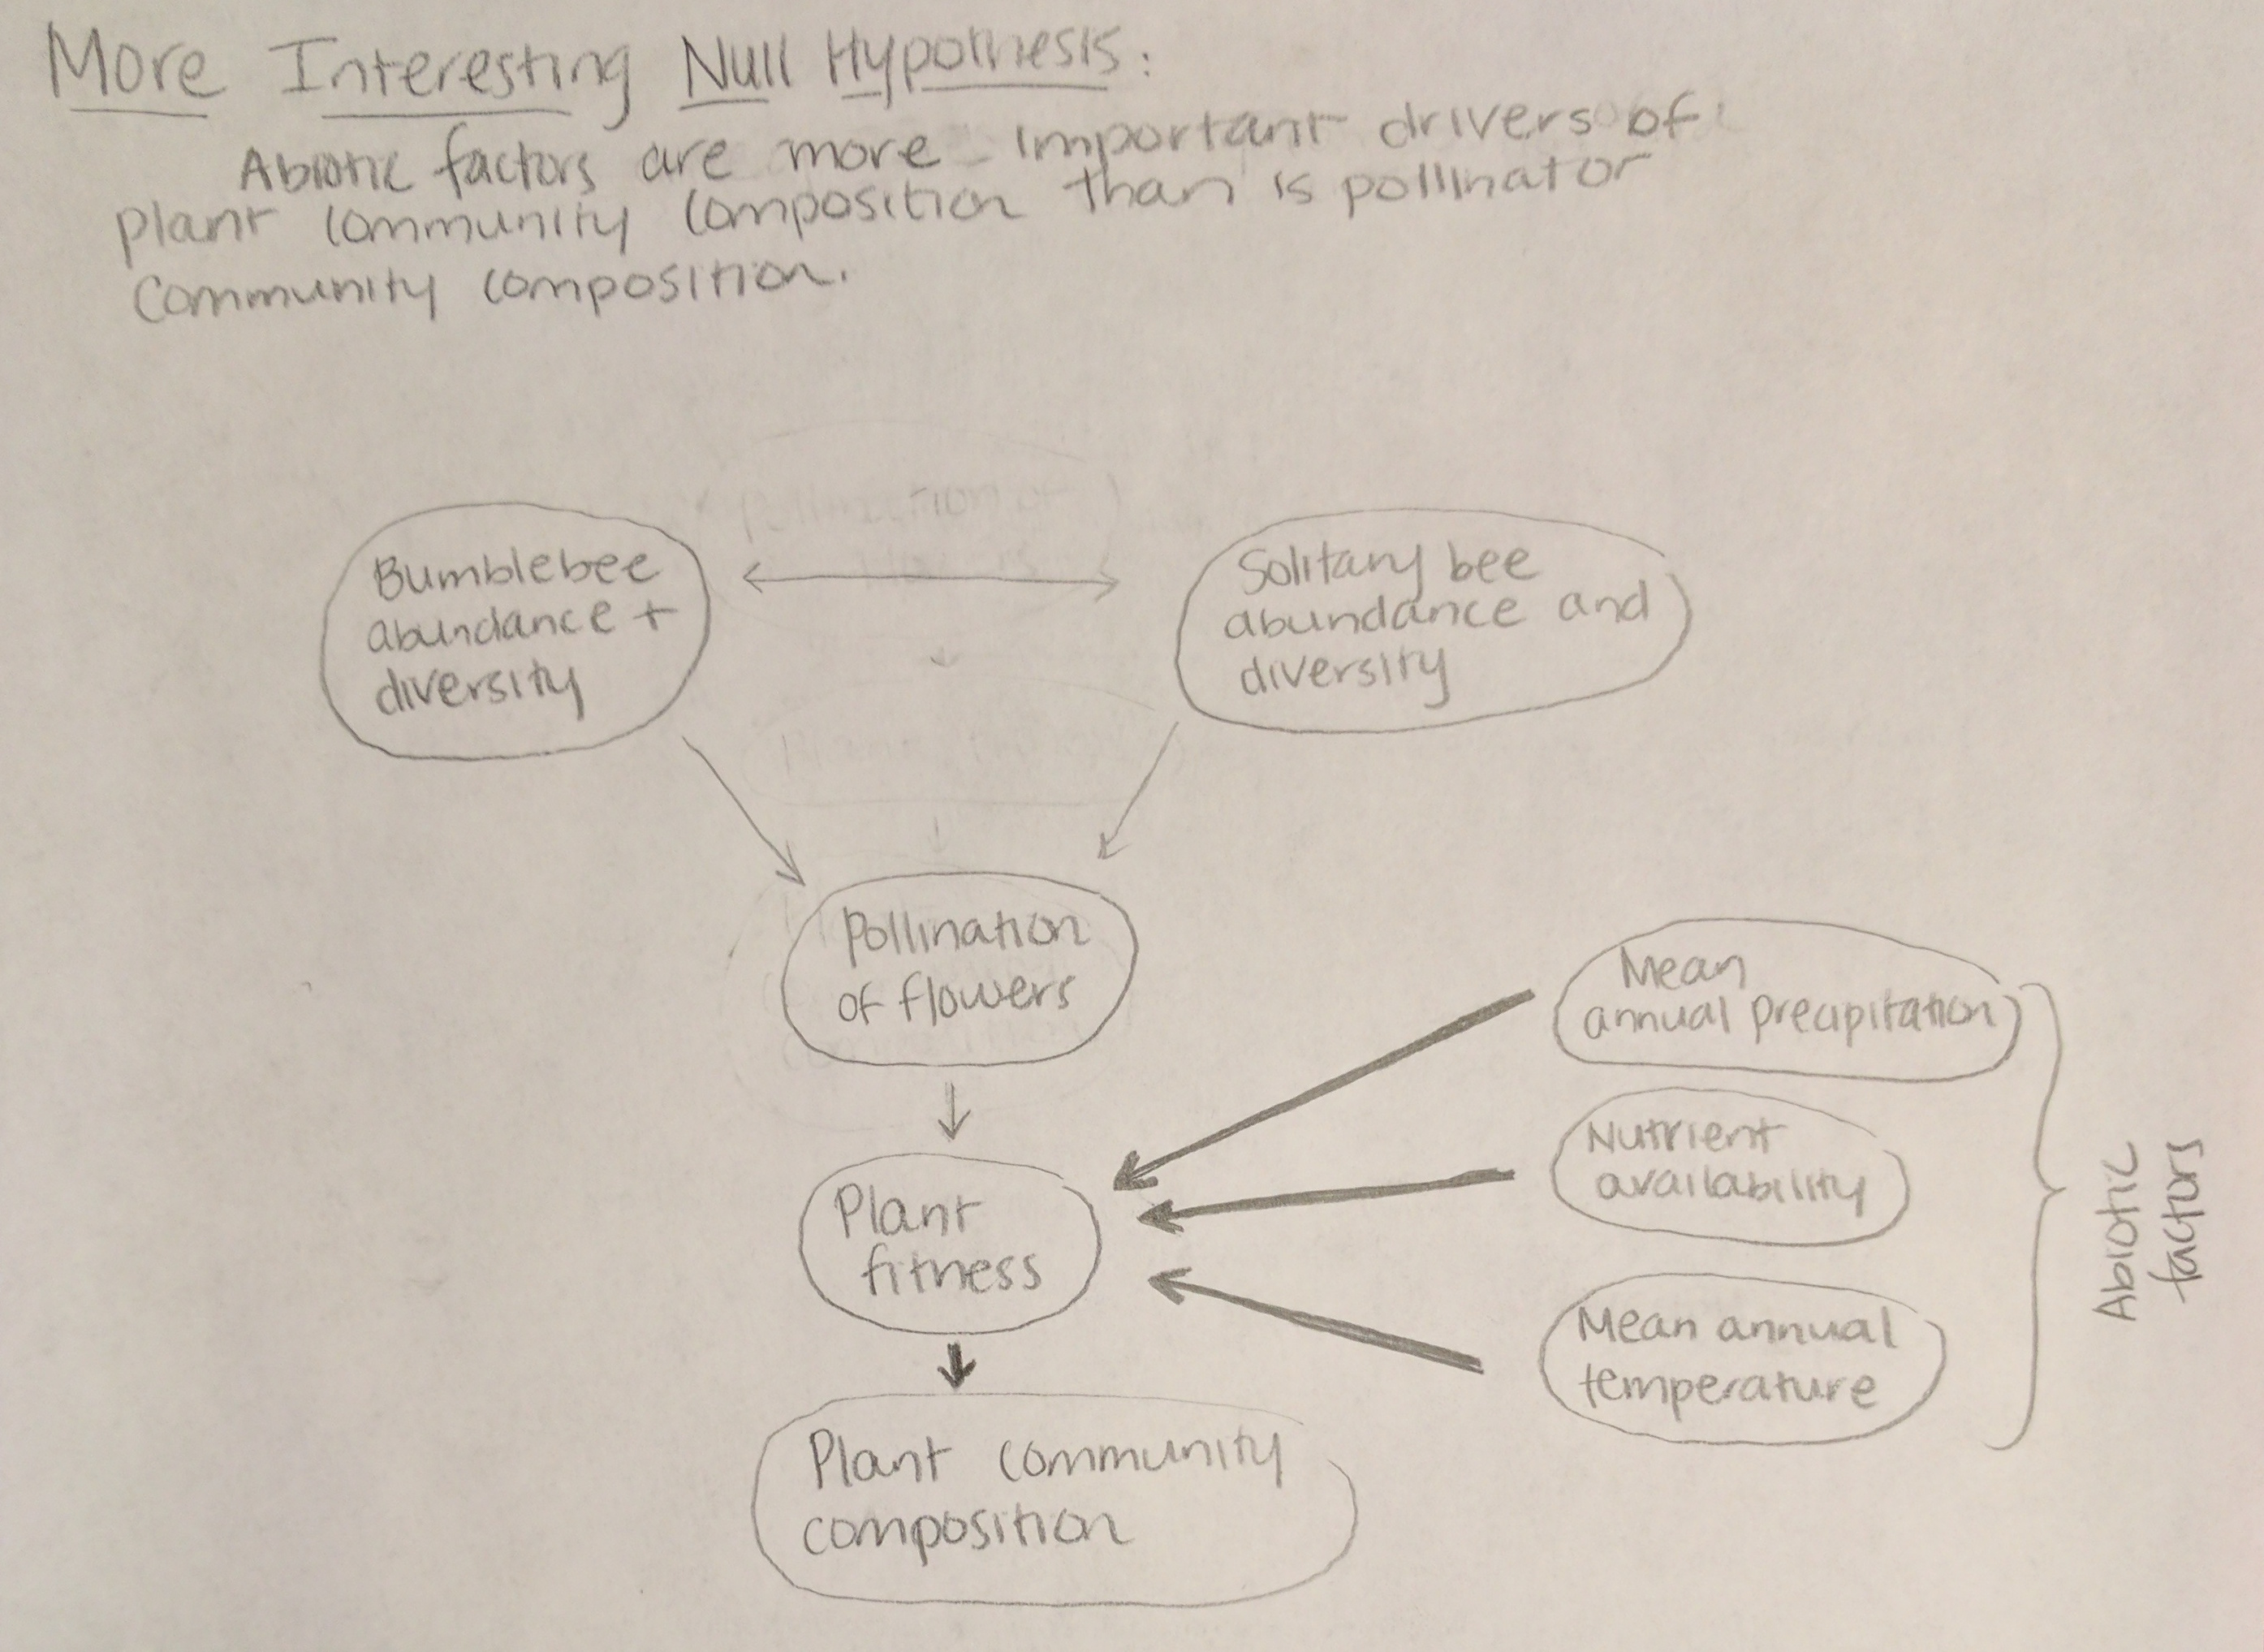 More Interesting Null Hypothesis:
Abiotic factors are more important drivers of
plant community composition than is pollinator
community composition.
Bumblebee
abundance +
diversity
Solitary bee
abundance and
diversity
Pollination
of flowers
Mean
annual precipitation
Nutrient
availability
Mean annual
temperature
Abiotic
factors
Plant
fitness
Plant community
composition